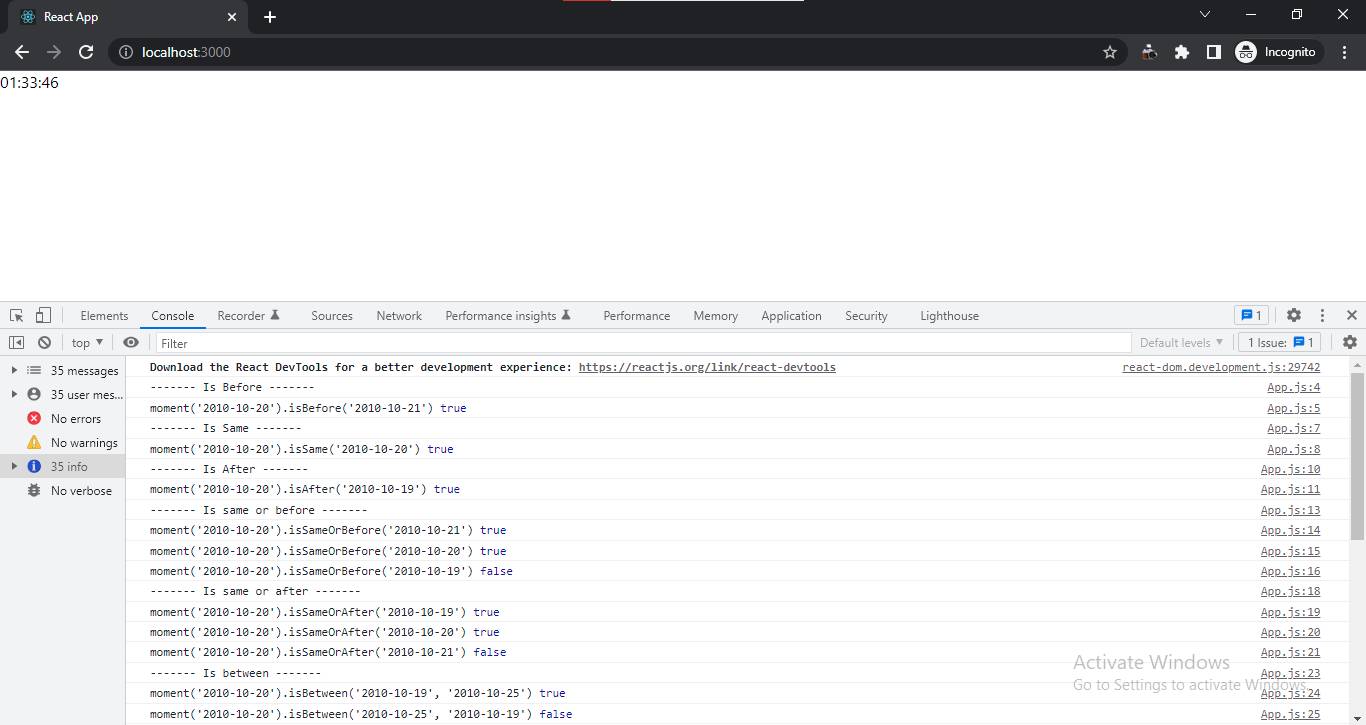 React App
localhost:3000
Incognito
01:33:46
Elements Console Recorder Sources Network Performance insights Performance Memory Application Security Lighthouse 1
top Filter Default levels 1 Issue: 1
35 messages
35 user mes...
No errors
No warnings
35 info
No verbose
Download the React DevTools for a better development experience: https://reactjs.org/link/react-devtools react-dom.development.js:29742
------- Is Before ------- App.js:4
moment('2010-10-20').isBefore('2010-10-21') true App.js:5
------- Is Same ------- App.js:7
moment('2010-10-20').isSame('2010-10-20') true App.js:8
------- Is After ------- App.js:10
moment('2010-10-20').isAfter('2010-10-19') true App.js:11
------- Is same or before ------- App.js:13
moment('2010-10-20').isSameOrBefore('2010-10-21') true App.js:14
moment('2010-10-20').isSameOrBefore('2010-10-20') true App.js:15
moment('2010-10-20').isSameOrBefore('2010-10-19') false App.js:16
------- Is same or after ------- App.js:18
moment('2010-10-20').isSameOrAfter('2010-10-19') true App.js:19
moment('2010-10-20').isSameOrAfter('2010-10-20') true App.js:20
moment('2010-10-20').isSameOrAfter('2010-10-21') false App.js:21
------- Is between ------- App.js:23
moment('2010-10-20').isBetween('2010-10-19', '2010-10-25') true App.js:24
moment('2010-10-20').isBetween('2010-10-25', '2010-10-19') false App.js:25
Activate Windows
Go to Settings to activate Windows.